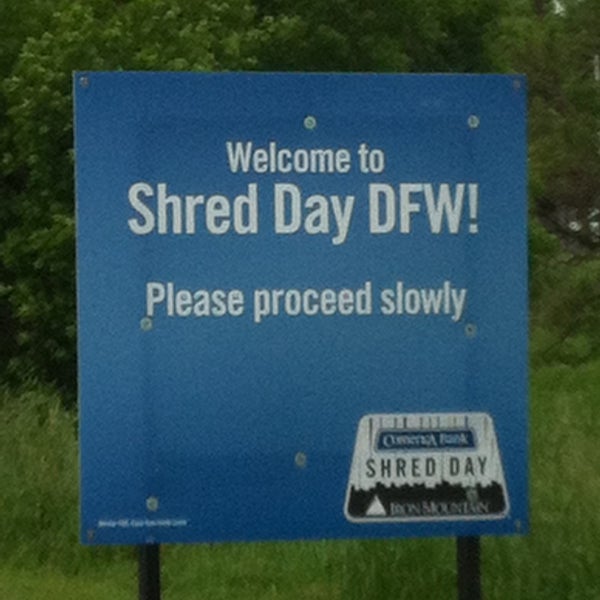 Welcome to
Shred Day DFW!
Please proceed slowly
Comerica Bank
SHRED DAY
IRON MOUNTAIN